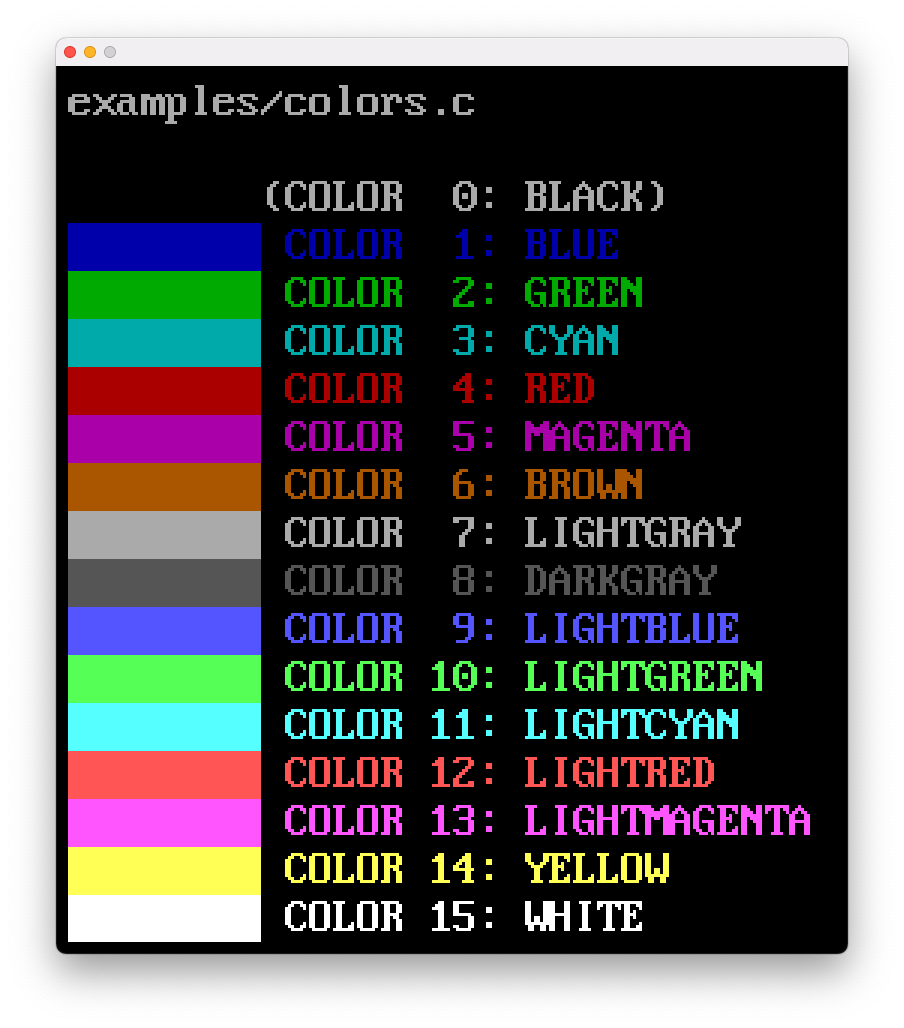 examples/colors.c
(COLOR  0: BLACK)
COLOR  1: BLUE
COLOR  2: GREEN
COLOR  3: CYAN
COLOR  4: RED
COLOR  5: MAGENTA
COLOR  6: BROWN
COLOR  7: LIGHTGRAY
COLOR  8: DARKGRAY
COLOR  9: LIGHTBLUE
COLOR 10: LIGHTGREEN
COLOR 11: LIGHTCYAN
COLOR 12: LIGHTRED
COLOR 13: LIGHTMAGENTA
COLOR 14: YELLOW
COLOR 15: WHITE